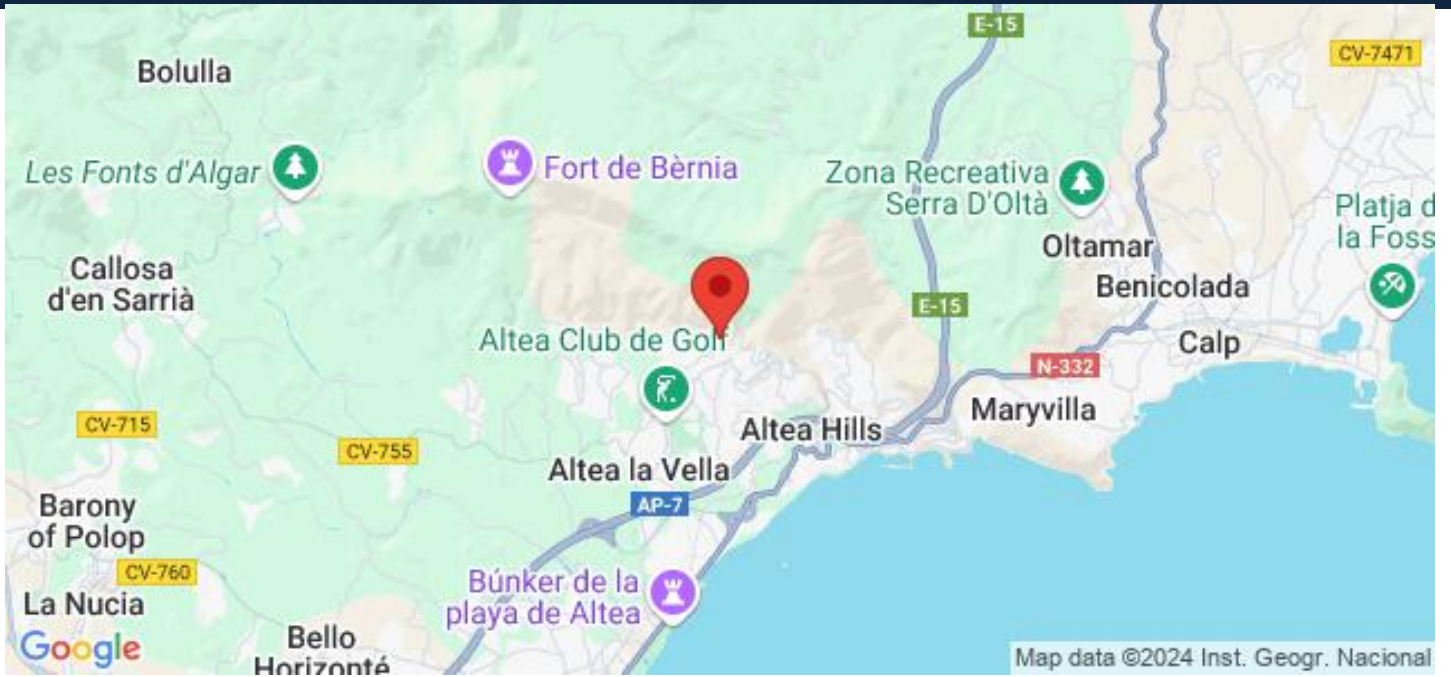 E-15
CV-7471
Bolulla
Les Fonts d'Algar
Fort de Bèrnia
Zona Recreativa
Serra D'Oltà
Platja d
la Foss
Oltamar
Callosa
d'en Sarrià
Benicolada
E-15
Altea Club de Golf
Calp
N-332
Maryvilla
CV-715
Altea Hills
CV-755
Altea la Vella
AP-7
Barony
of Polop
CV-760
Búnker de la
playa de Altea
La Nucia
Bello
Horizonté
Google
Map data ©2024 Inst. Geogr. Nacional